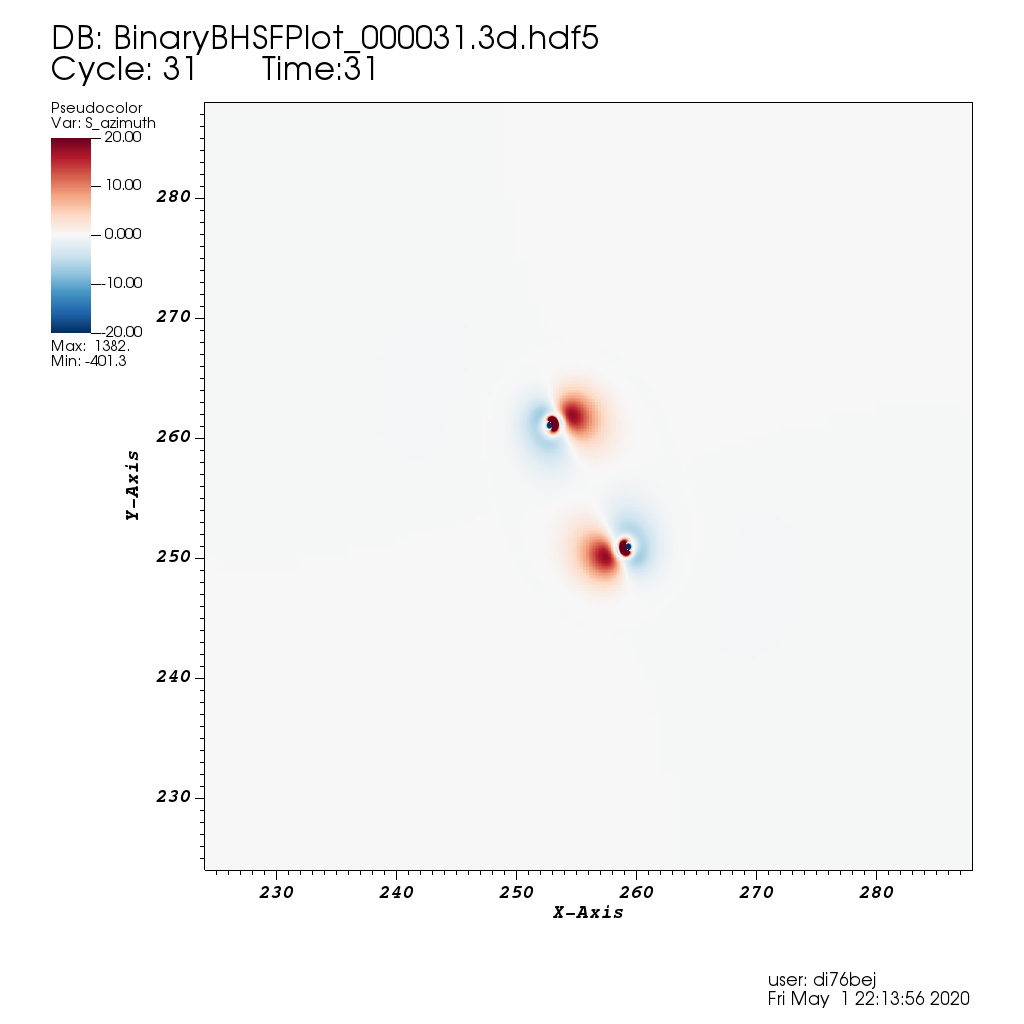 DB: BinaryBHSFPlot_000031.3d.hdf5
Cycle: 31 Time:31
Pseudocolor
Var: S_azimuth
20.00
10.00
0.000
-10.00
-20.00
Max: 1382.
Min: -401.3
280
270
260
250
240
230
Y-Axis
230 240 250 260 270 280
X-Axis
user: di76bej
Fri May 1 22:13:56 2020